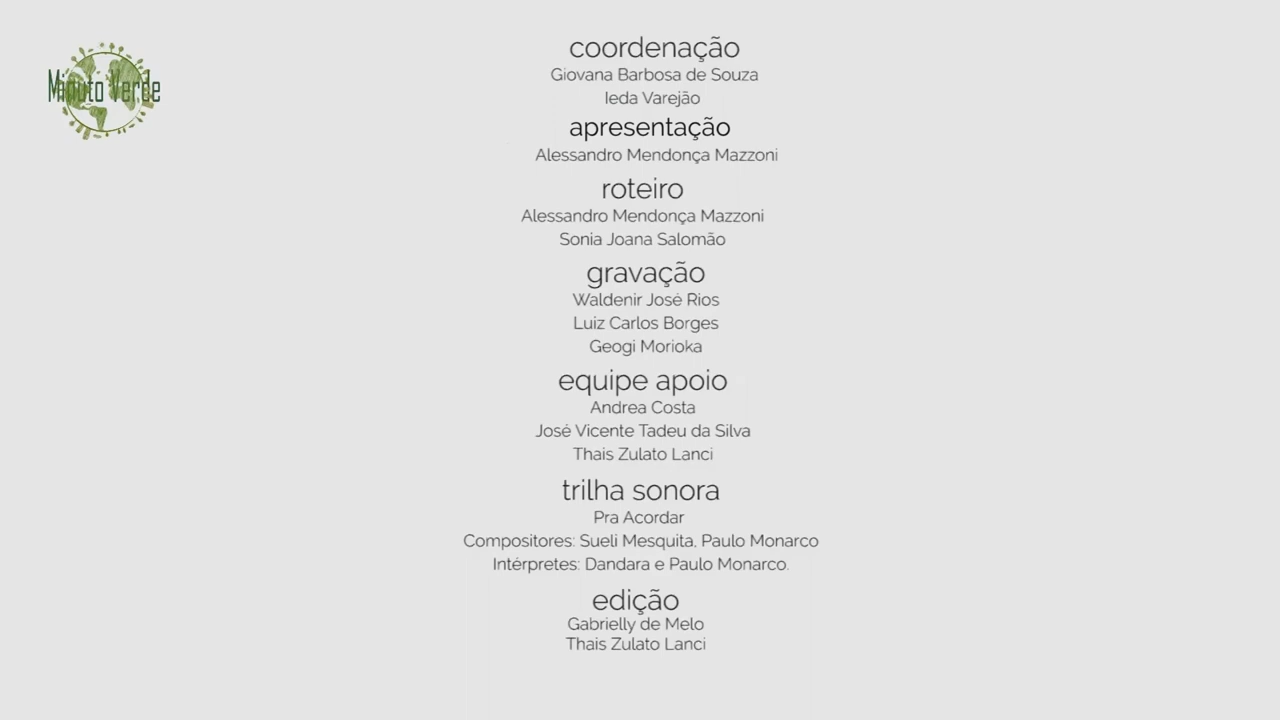 Minuto Verde
coordenação
Giovana Barbosa de Souza
Ieda Varejão
apresentação
Alessandro Mendonça Mazzoni
roteiro
Alessandro Mendonça Mazzoni
Sonia Joana Salomão
gravação
Waldenir José Rios
Luiz Carlos Borges
Geogi Morioka
equipe apoio
Andrea Costa
José Vicente Tadeu da Silva
Thais Zulato Lanci
trilha sonora
Pra Acordar
Compositores: Sueli Mesquita, Paulo Monarco
Intérpretes: Dandara e Paulo Monarco.
edição
Gabrielly de Melo
Thais Zulato Lanci